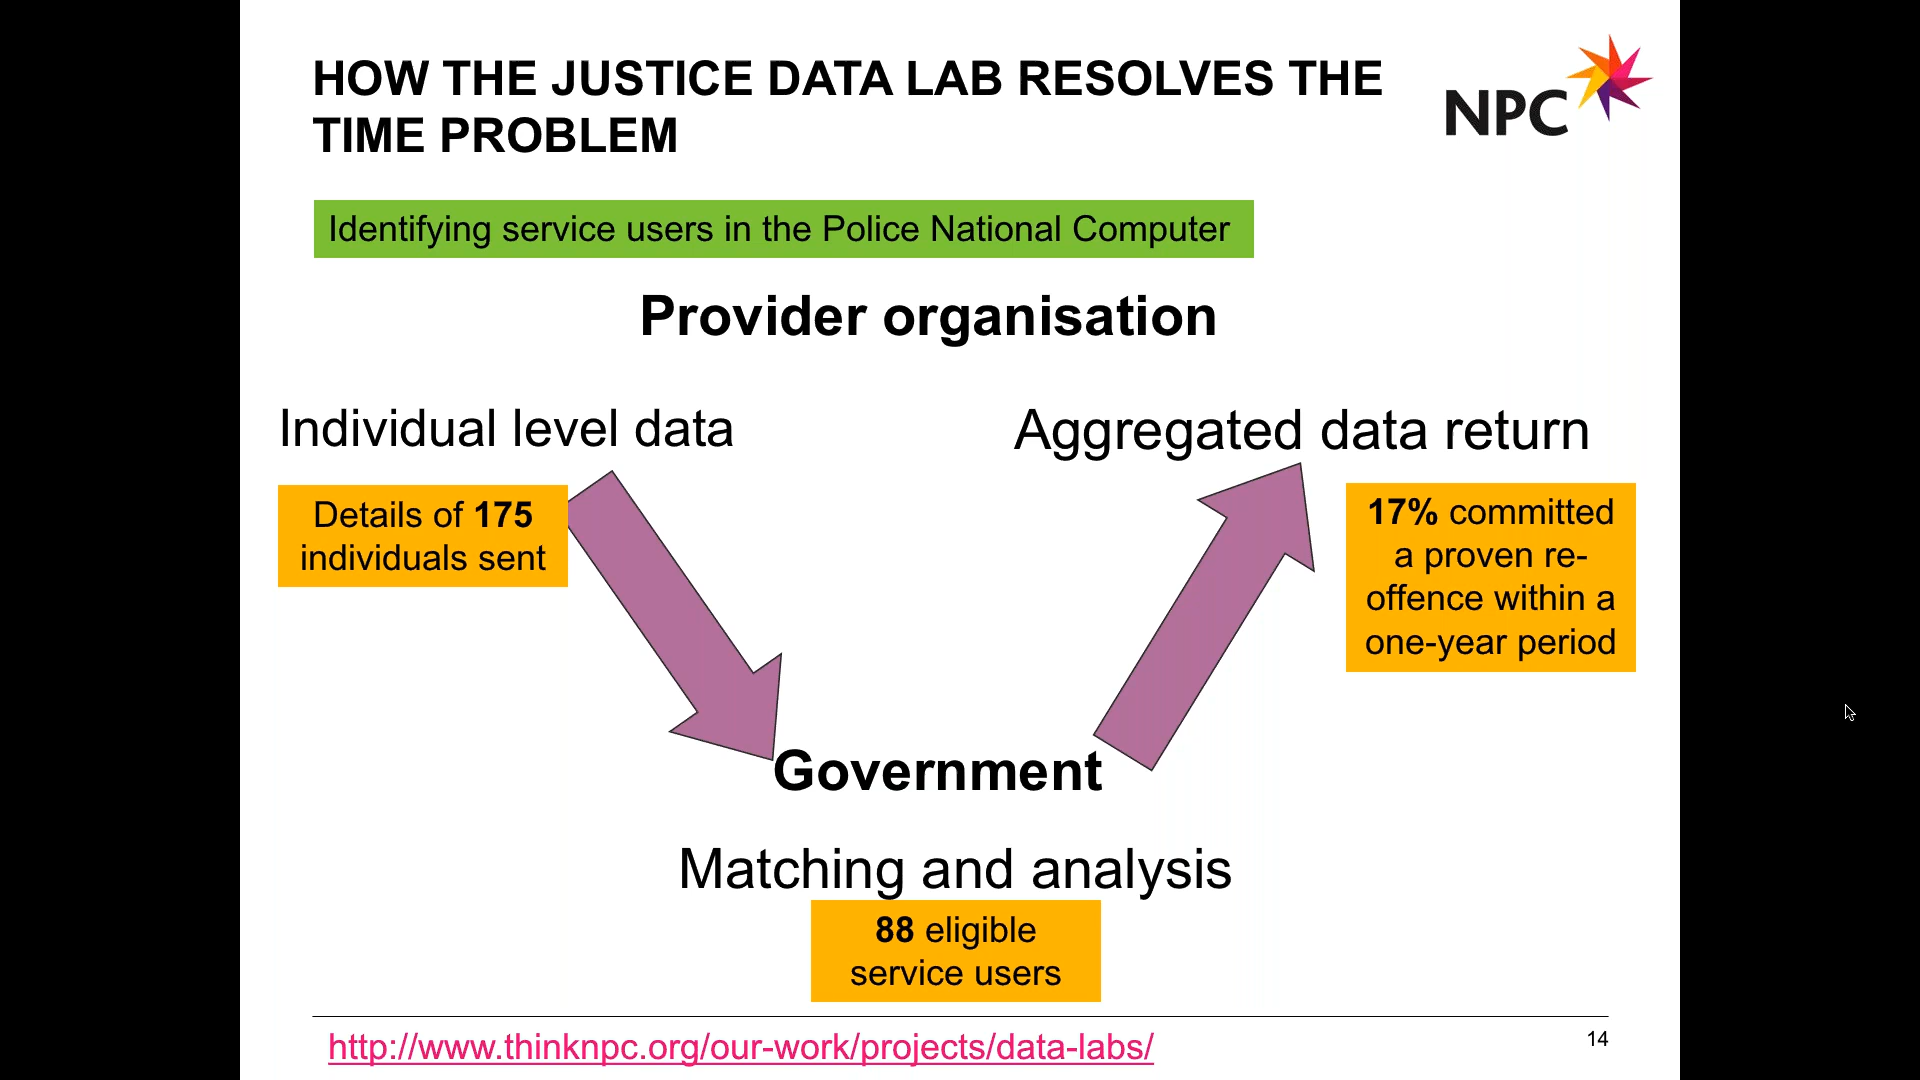 HOW THE JUSTICE DATA LAB RESOLVES THE
TIME PROBLEM
NPC
Identifying service users in the Police National Computer
Provider organisation
Individual level data
Aggregated data return
Details of 175
individuals sent
17% committed
a proven re-
offence within a
one-year period
Government
Matching and analysis
88 eligible
service users
http://www.thinknpc.org/our-work/projects/data-labs/
14